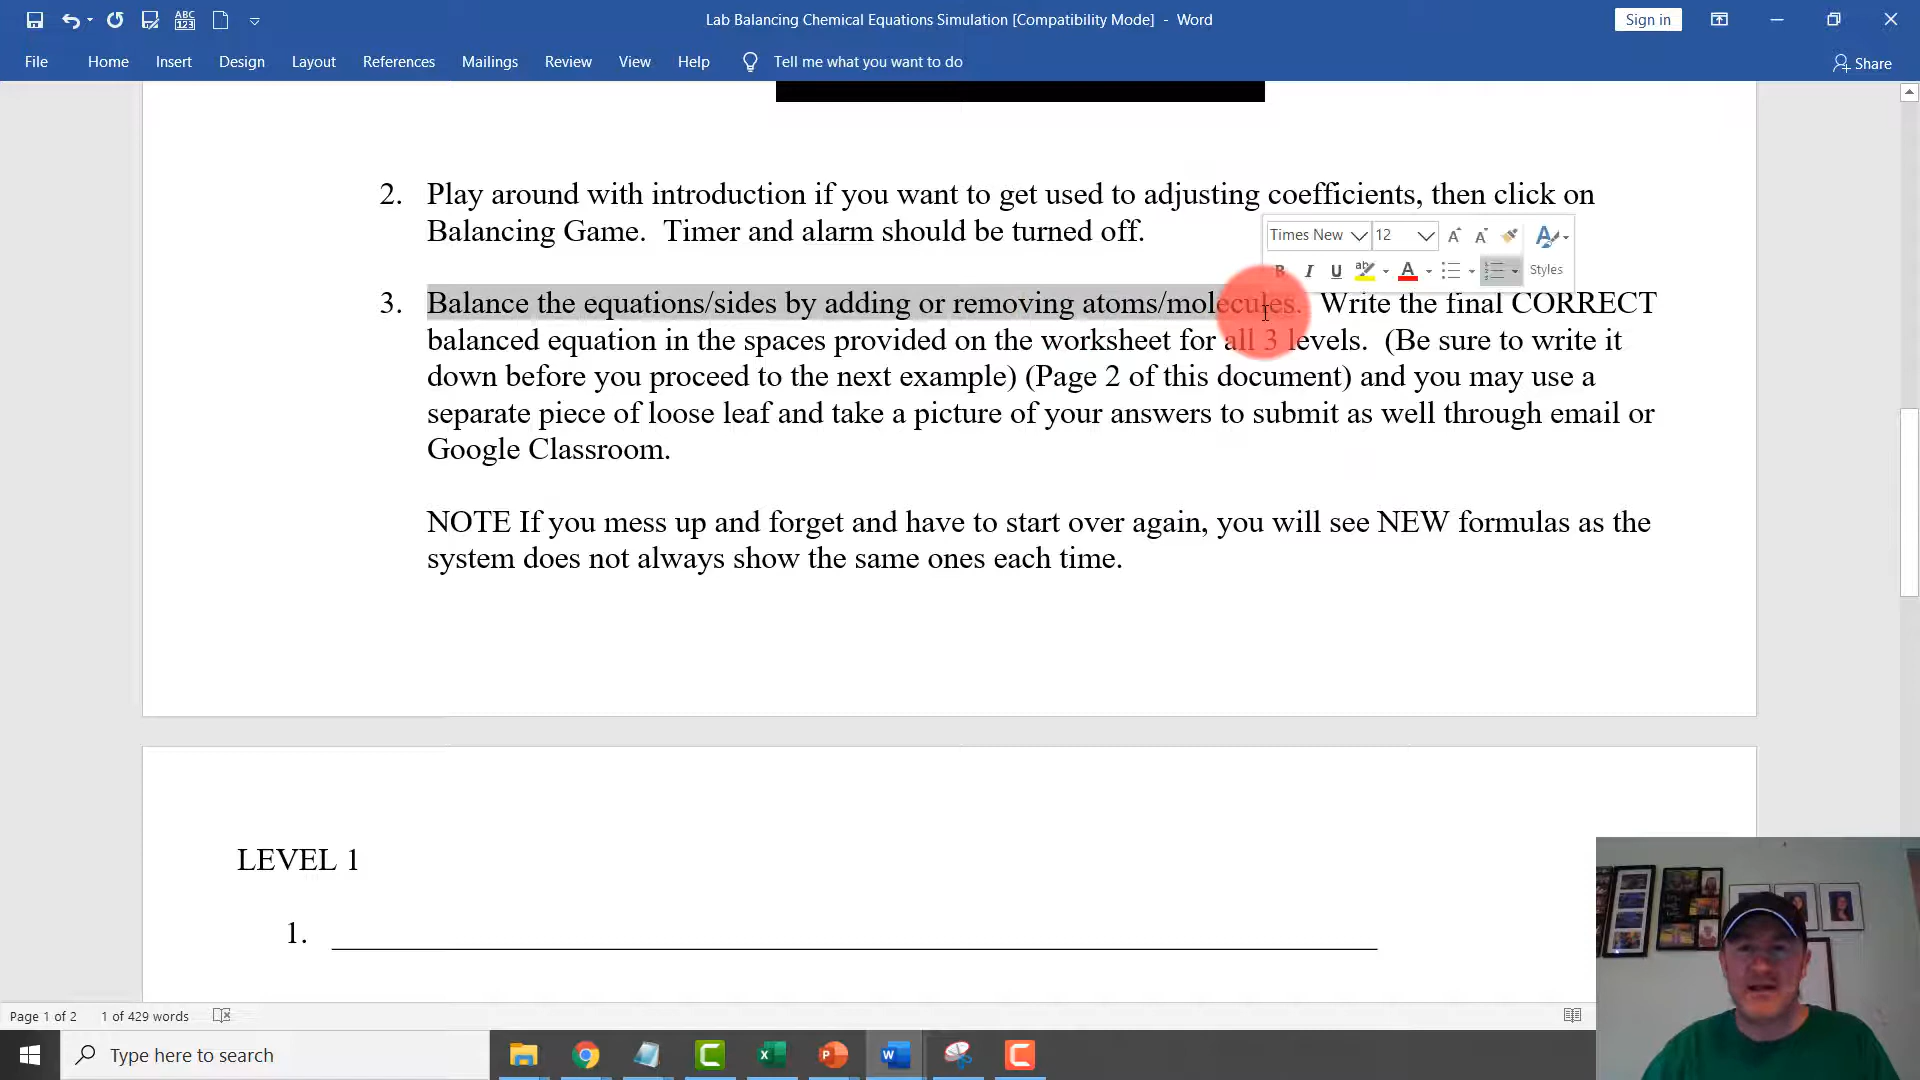 ABC
123
Lab Balancing Chemical Equations Simulation [Compatibility Mode] - Word
Sign in
File Home Insert Design Layout References Mailings Review View Help Tell me what you want to do
Share
2. Play around with introduction if you want to get used to adjusting coefficients, then click on
Balancing Game. Timer and alarm should be turned off.
Times New 12
B I U Styles
3. Balance the equations/sides by adding or removing atoms/molecules. Write the final CORRECT
balanced equation in the spaces provided on the worksheet for all 3 levels. (Be sure to write it
down before you proceed to the next example) (Page 2 of this document) and you may use a
separate piece of loose leaf and take a picture of your answers to submit as well through email or
Google Classroom.
NOTE If you mess up and forget and have to start over again, you will see NEW formulas as the
system does not always show the same ones each time.
LEVEL 1
1.
Page 1 of 2 1 of 429 words
Type here to search